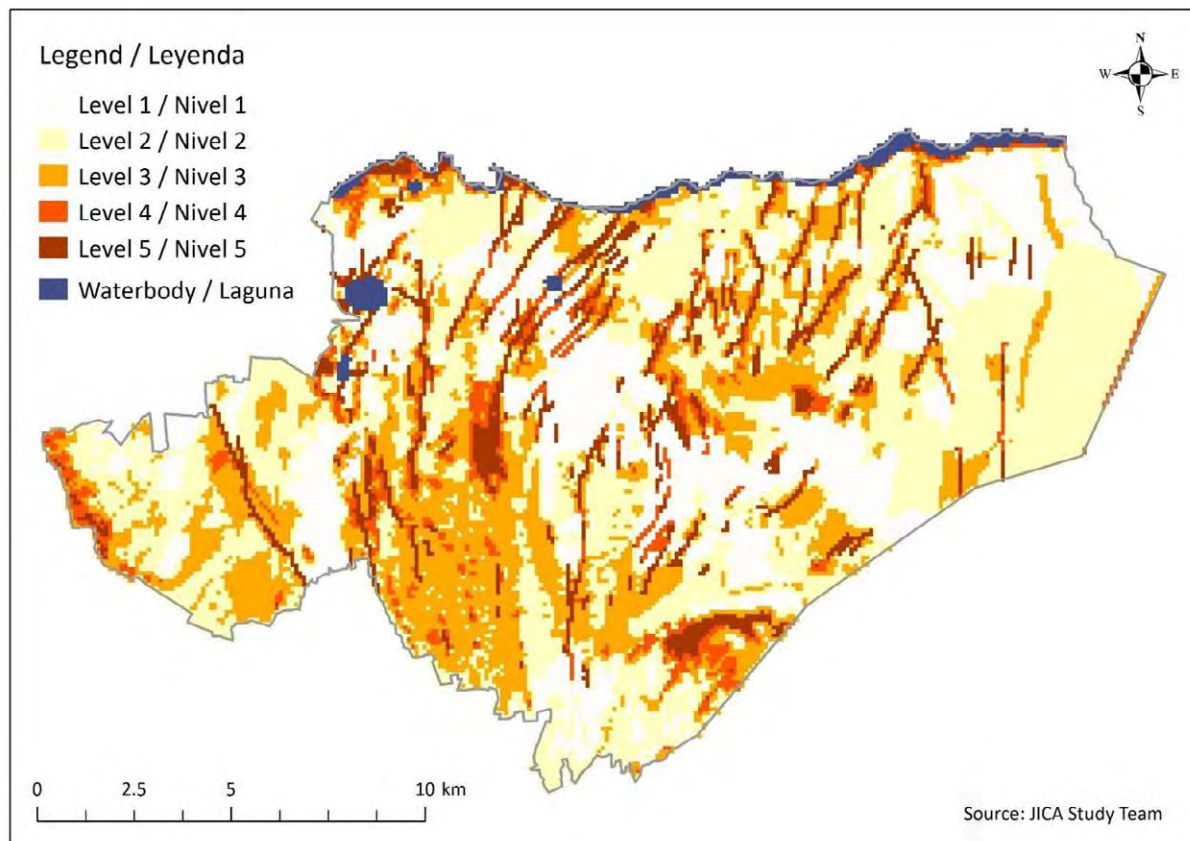 Legend / Leyenda
Level 1 / Nivel 1
Level 2 / Nivel 2
Level 3 / Nivel 3
Level 4 / Nivel 4
Level 5 / Nivel 5
Waterbody / Laguna
N
W E
S
0 2.5 5 10 km
Source: JICA Study Team